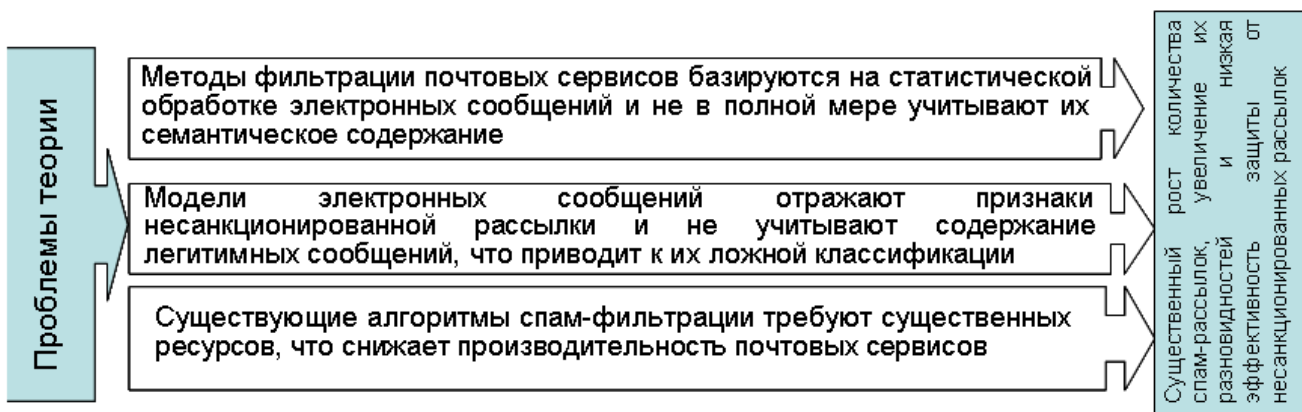 Проблемы теории
Методы фильтрации почтовых сервисов базируются на статистической
обработке электронных сообщений и не в полной мере учитывают их
семантическое содержание
Модели электронных сообщений отражают признаки
несанкционированной рассылки и не учитывают содержание
легитимных сообщений, что приводит к их ложной классификации
Существующие алгоритмы спам-фильтрации требуют существенных
ресурсов, что снижает производительность почтовых сервисов
Существенный рост количества
спам-рассылок, увеличение их
разновидностей и низкая
эффективность защиты от
несанкционированных рассылок